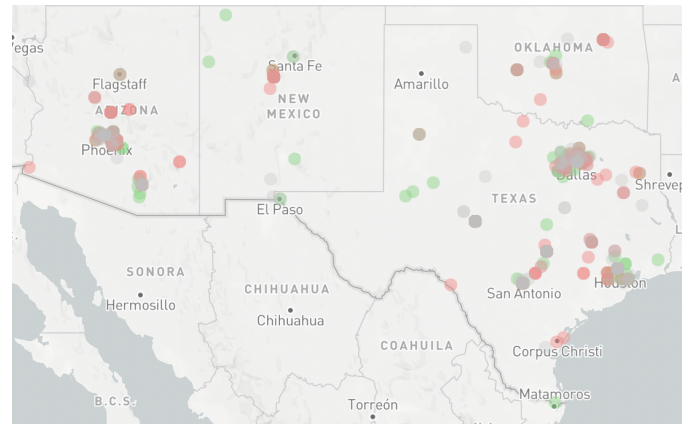 egas
OKLAHOMA
Santa Fe
Flagstaff
Amarillo
ARIZONA
NEW
MEXICO
Phoenix
Dallas
Shrevep
TEXAS
El Paso
SONORA
CHIHUAHUA
San Antonio
Houston
Hermosillo
Chihuahua
COAHUILA
Corpus Christi
B.C.S.
Torreón
Matamoros